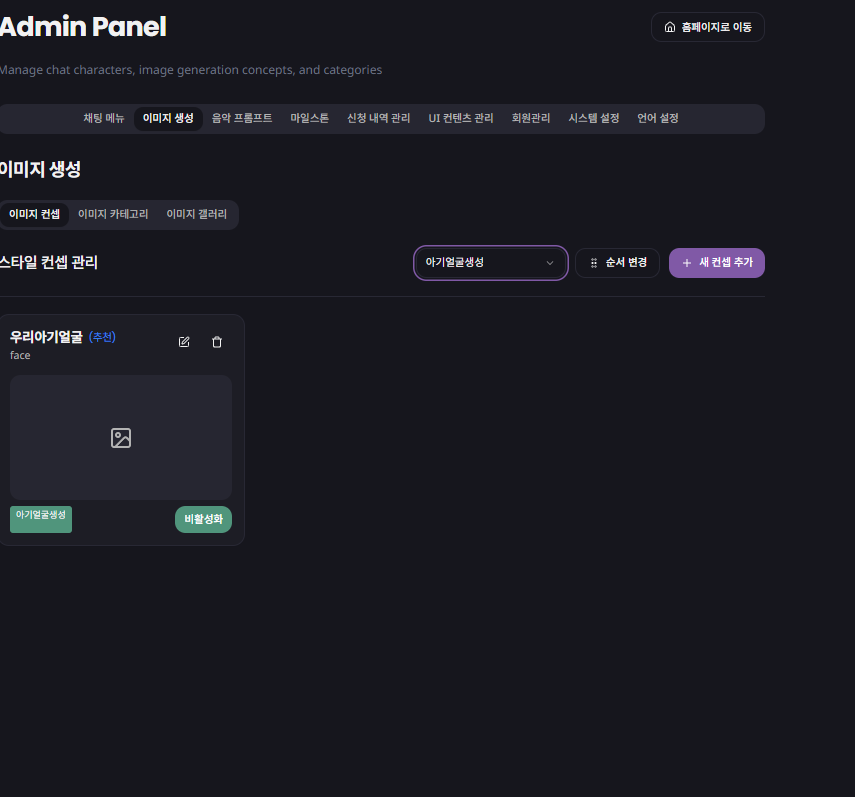 Admin Panel
홈페이지로 이동
Manage chat characters, image generation concepts, and categories
채팅 메뉴 이미지 생성 음악 프롬프트 마일스톤 신청 내역 관리 UI 컨텐츠 관리 회원관리 시스템 설정 언어 설정
이미지 생성
이미지 컨셉 이미지 카테고리 이미지 갤러리
스타일 컨셉 관리
아기얼굴생성
순서 변경
새 컨셉 추가
우리아기얼굴 (추천)
face
아기얼굴생성
비활성화